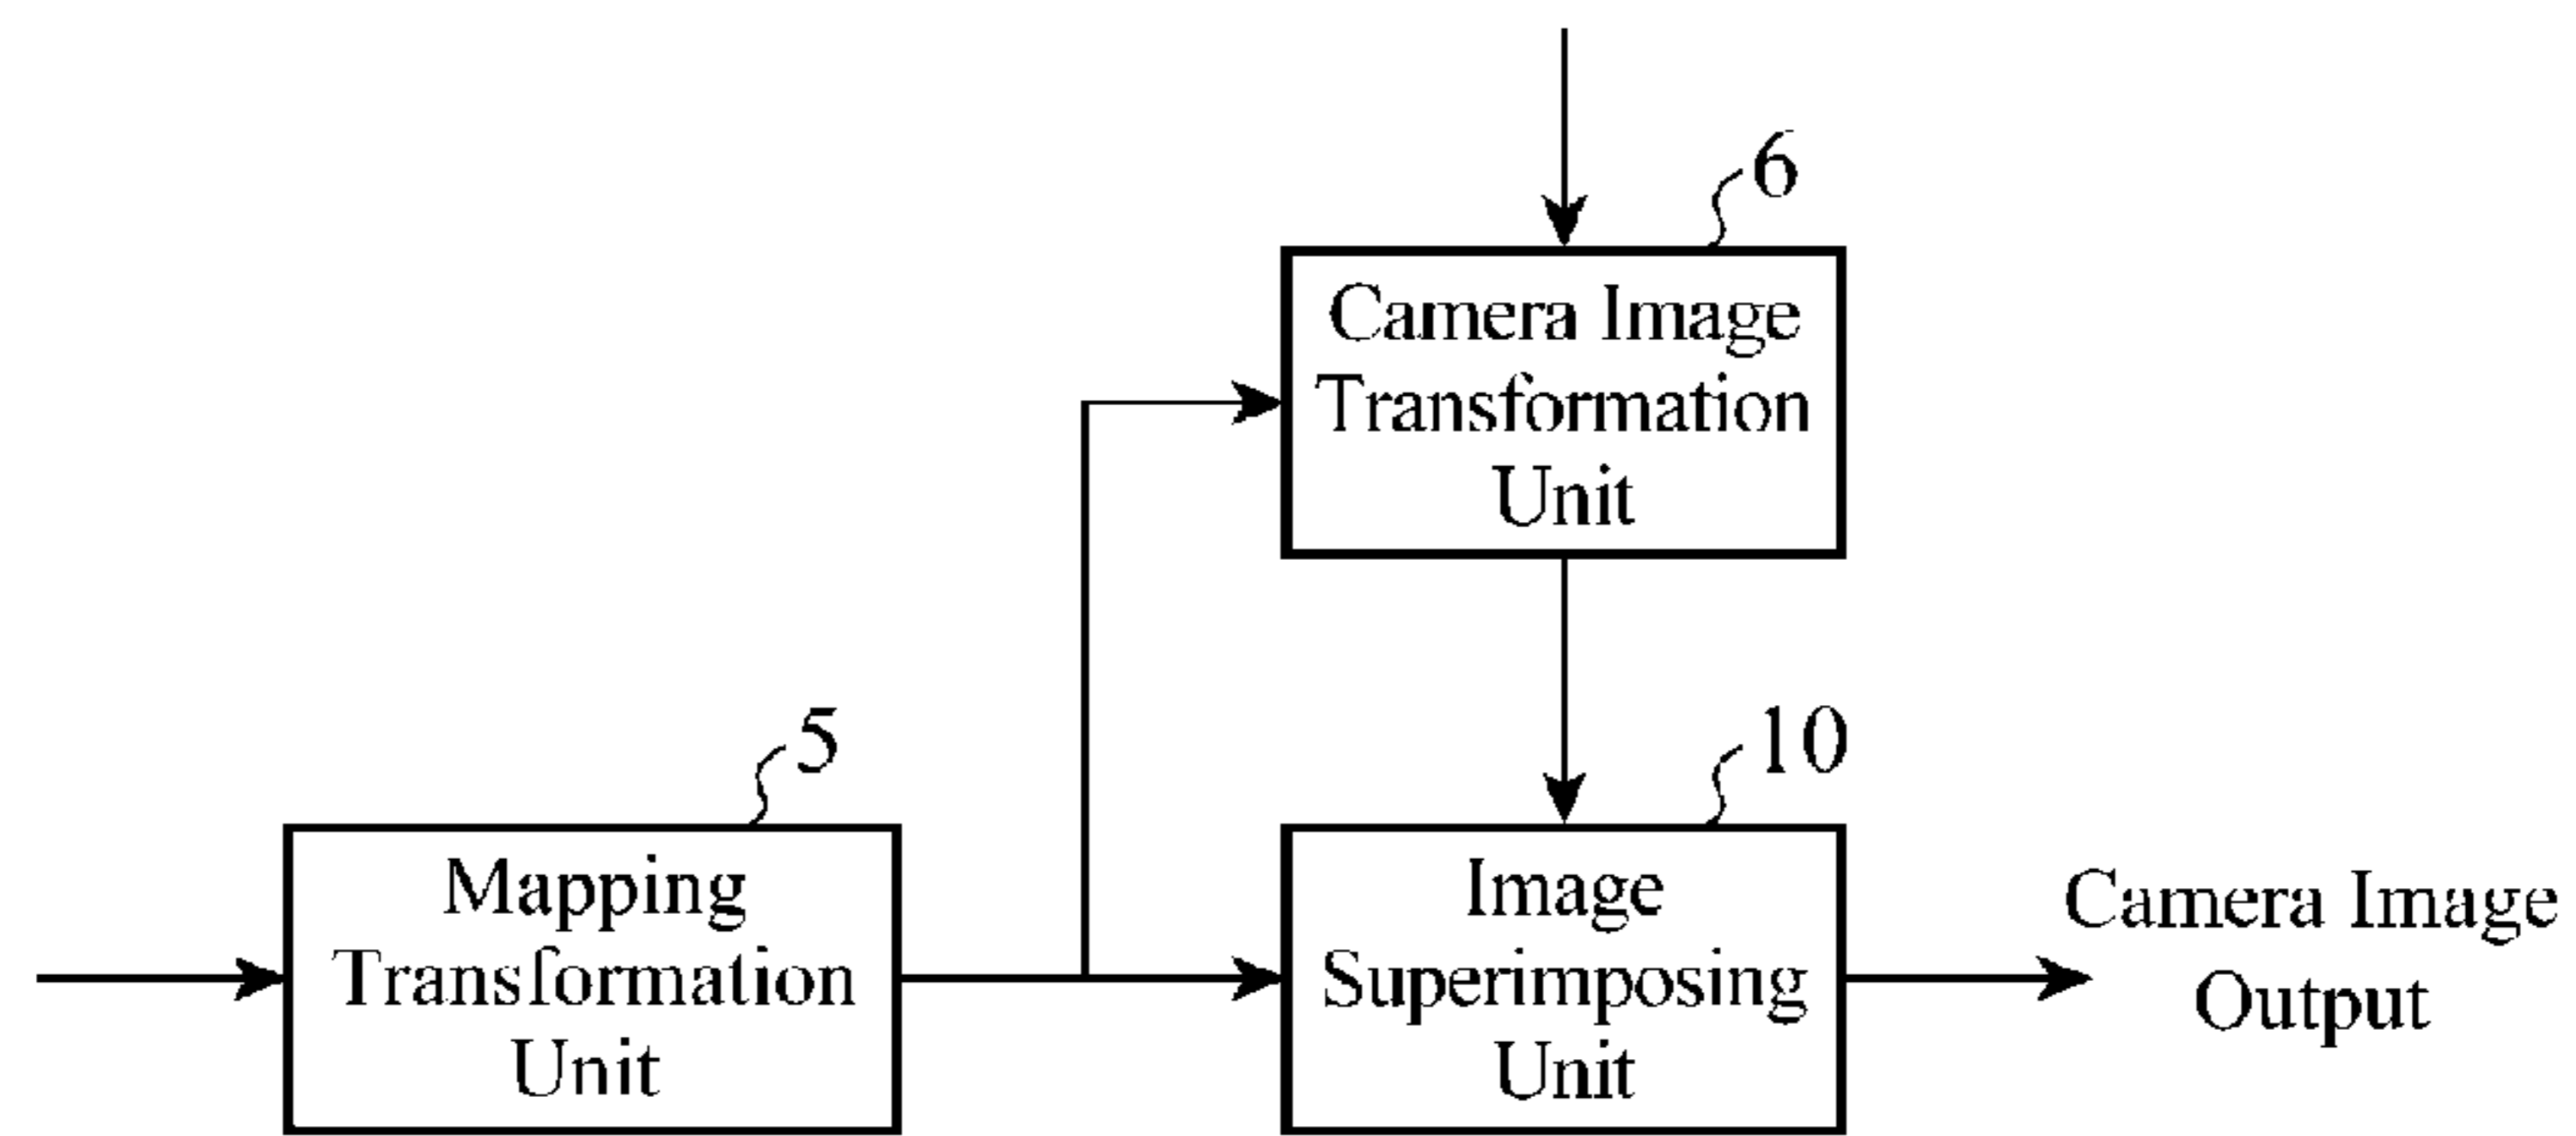 6
Camera Image
Transformation
Unit
5
Mapping
Transformation
Unit
10
Image
Superimposing
Unit
Camera Image
Output